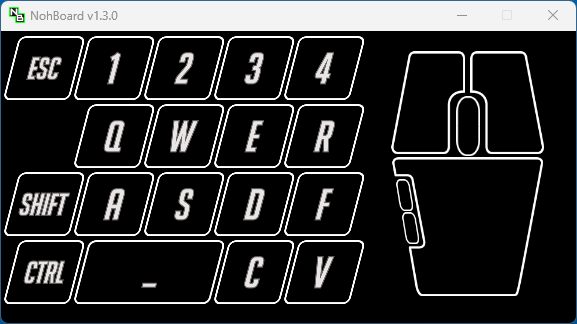 NohBoard v1.3.0
ESC 1 2 3 4
Q W E R
SHIFT A S D F
CTRL _ C V